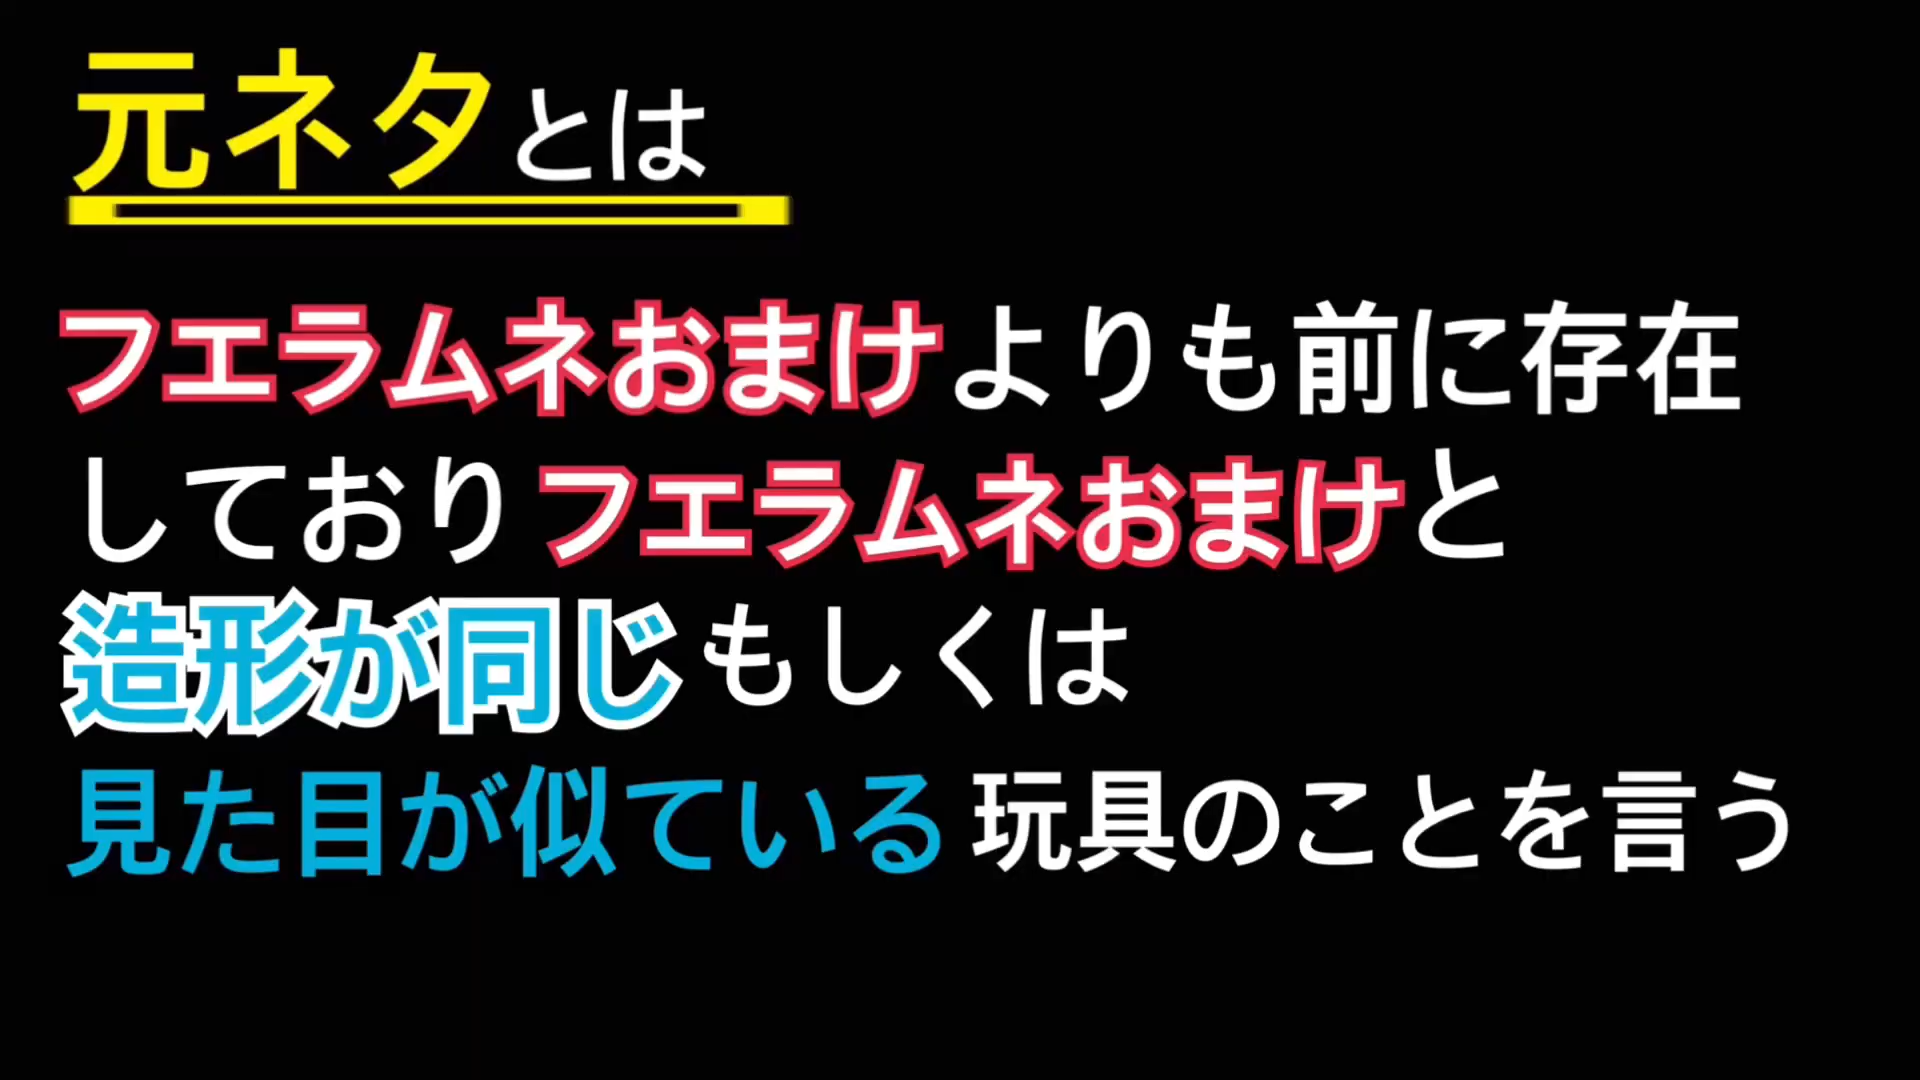 元ネタとは
フエラムネおまけよりも前に存在
しておりフエラムネおまけと
造形が同じもしくは
見た目が似ている玩具のことを言う